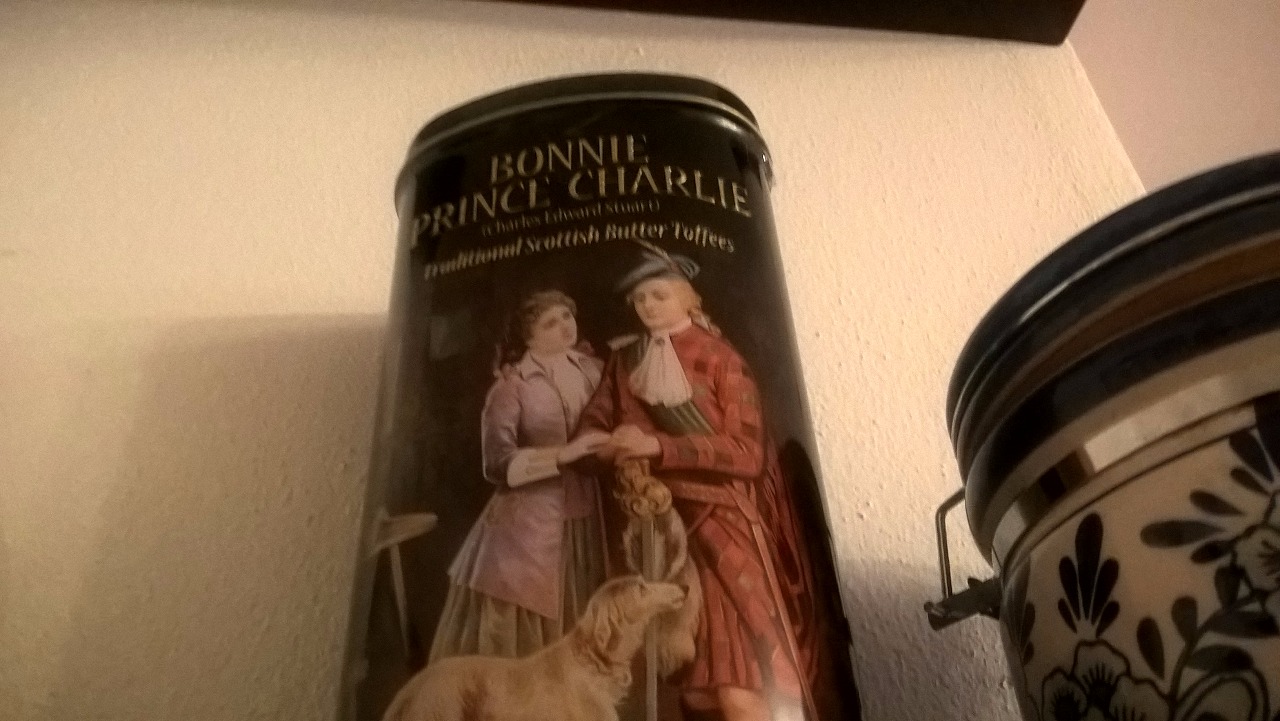 BONNIE
PRINCE CHARLIE
(Charles Edward Stuart)
Traditional Scottish Butter Toffees